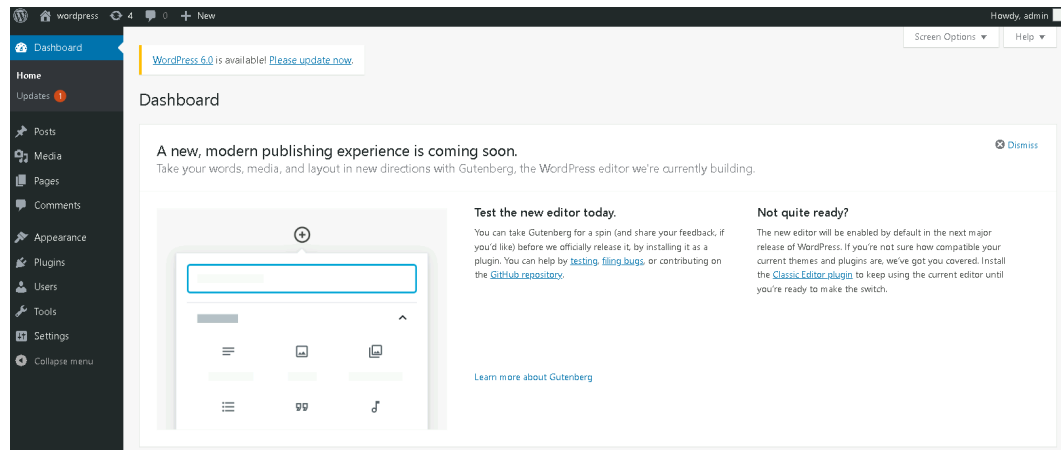 wordpress 4 0 + New Howdy, admin
Screen Options ▼ Help ▼
Dashboard
Home
Updates 1
Posts
Media
Pages
Comments
Appearance
Plugins
Users
Tools
Settings
Collapse menu
WordPress 6.0 is available! Please update now.
Dashboard
Dismiss
A new, modern publishing experience is coming soon.
Take your words, media, and layout in new directions with Gutenberg, the WordPress editor we're currently building.
Test the new editor today.
You can take Gutenberg for a spin (and share your feedback, if
you'd like) before we officially release it, by installing it as a
plugin. You can help by testing, filing bugs, or contributing on
the GitHub repository.
Learn more about Gutenberg
Not quite ready?
The new editor will be enabled by default in the next major
release of WordPress. If you're not sure how compatible your
current themes and plugins are, we've got you covered. Install
the Classic Editor plugin to keep using the current editor until
you're ready to make the switch.